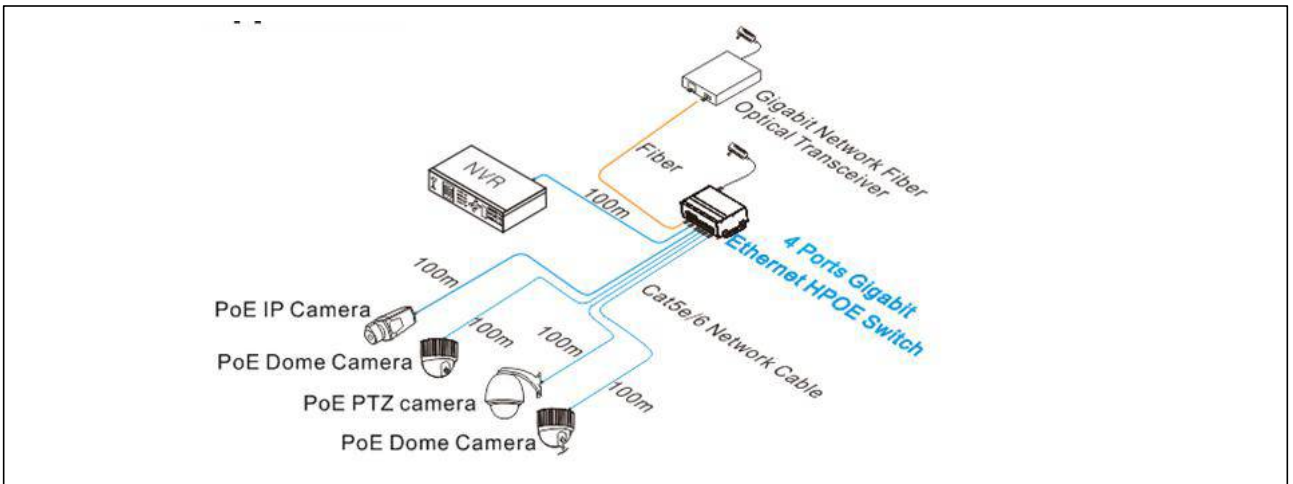 Gigabit Network Fiber
Optical Transceiver
Fiber
NVR
100m
4 Ports Gigabit
Ethernet HPOE Switch
100m
Cat5e/6 Network Cable
PoE IP Camera
100m
100m
PoE Dome Camera
100m
PoE PTZ camera
PoE Dome Camera